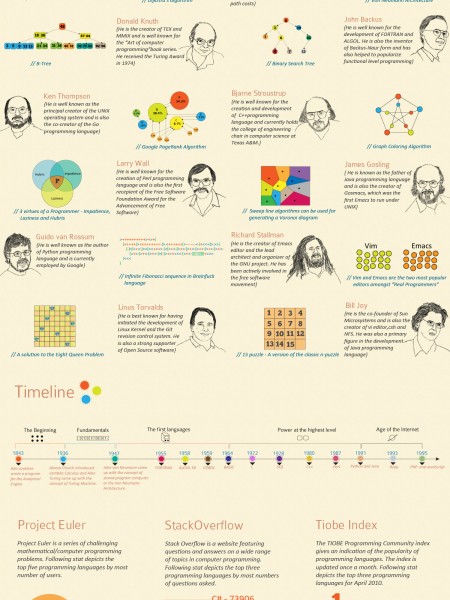 path costs)
// B-Tree
Donald Knuth
(He is the creator of TEX and
MMIX and is well known for
the "Art of computer
programming"book series.
He received the Turing Award
in 1974)
// Binary Search Tree
John Backus
(He is well known for the
development of FORTRAN and
ALGOL. He is also the inventor
of Backus-Naur form and has
also helped to popularize
functional level programming)
Ken Thompson
(He is well known as the
principal creator of the UNIX
operating system and is also
the co-creator of the Go
programming language)
// Google PageRank Algorithm
Bjarne Stroustrup
(He is well known for the
creation and development
of C++programming
language and currently holds
the college of engineering
chair in computer science at
Texas A&M.)
// Graph Coloring Algorithm
// 3 virtues of a Programmer - Impatience,
Laziness and Hubris
Larry Wall
(He is well known for the
creation of Perl programming
language and is also the first
recipient of the Free Software
Foundation Award for the
Advancement of Free
Software)
// Sweep line algorithms can be used for
generating a Voronoi diagram
James Gosling
( He is known as the father of
Java programming language
and is also the creator of
Gosmacs, which was the
first Emacs to run under
UNIX)
Guido van Rossum
(He is well known as the author
of Python programming
language and is currently
employed by Google)
// Infinite Fibonacci sequence in Brainfuck
language
Richard Stallman
(He is the creator of Emacs
editor and the lead
architect and organiser of
the GNU project. He has
been actively involved in
the free software
movement)
Vim Emacs
// Vim and Emacs are the two most popular
editors amongst "Real Programmers"
// A solution to the Eight Queen Problem
Linus Torvalds
(He is best known for having
initiated the development of
Linux Kernel and the Git
revision control system. He
is also a strong supporter
of Open Source software)
1 2 3 4
5 6 7 8
9 10 11 12
13 14 15
// 15 puzzle - A version of the classic n puzzle
Bill Joy
(He is the co-founder of Sun
Microsystems and is also the
creator of vi editor,csh and
NFS. He was also a primary
figure in the development
of Java programming
language)
Timeline
The Beginning Fundamentals The first languages Power at the highest level Age of the Internet
Project Euler
Project Euler is a series of challenging
mathematical/computer programming
problems. Following stat depicts the
top five programming languages by most
number of users.
StackOverflow
Stack Overflow is a website featuring
questions and answers on a wide range
of topics in computer programming.
Following stat depicts the top three
programming languages by most numbers
of questions asked.
C# - 73906
Tiobe Index
The TIOBE Programming Community index
gives an indication of the popularity of
programming languages. The index is
updated once a month. Following stat
depicts the top three programming
languages for April 2010.
1